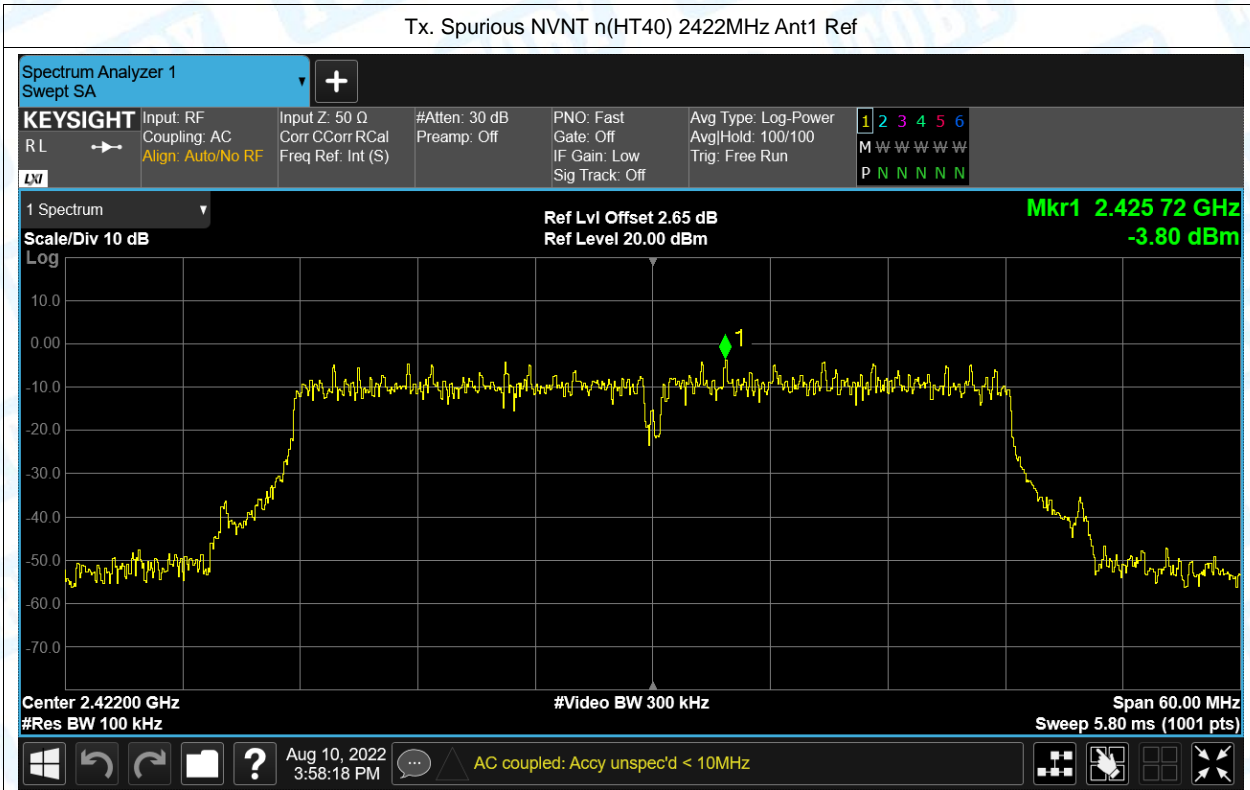 Tx. Spurious NVNT n(HT40) 2422MHz Ant1 Ref
Spectrum Analyzer 1
Swept SA
KEYSIGHT
R L
LXI
Input: RF
Coupling: AC
Align: Auto/No RF
Input Z: 50 Ω
Corr CCorr RCal
Freq Ref: Int (S)
#Atten: 30 dB
Preamp: Off
PNO: Fast
Gate: Off
IF Gain: Low
Sig Track: Off
Avg Type: Log-Power
Avg|Hold: 100/100
Trig: Free Run
1 2 3 4 5 6
M W W W W W
P N N N N N
1 Spectrum
Scale/Div 10 dB
Ref Lvl Offset 2.65 dB
Ref Level 20.00 dBm
Mkr1 2.425 72 GHz
-3.80 dBm
Log
10.0
0.00
-10.0
-20.0
-30.0
-40.0
-50.0
-60.0
-70.0
1
Center 2.42200 GHz
#Res BW 100 kHz
#Video BW 300 kHz
Span 60.00 MHz
Sweep 5.80 ms (1001 pts)
?
Aug 10, 2022
3:58:18 PM
AC coupled: Accy unspec'd < 10MHz